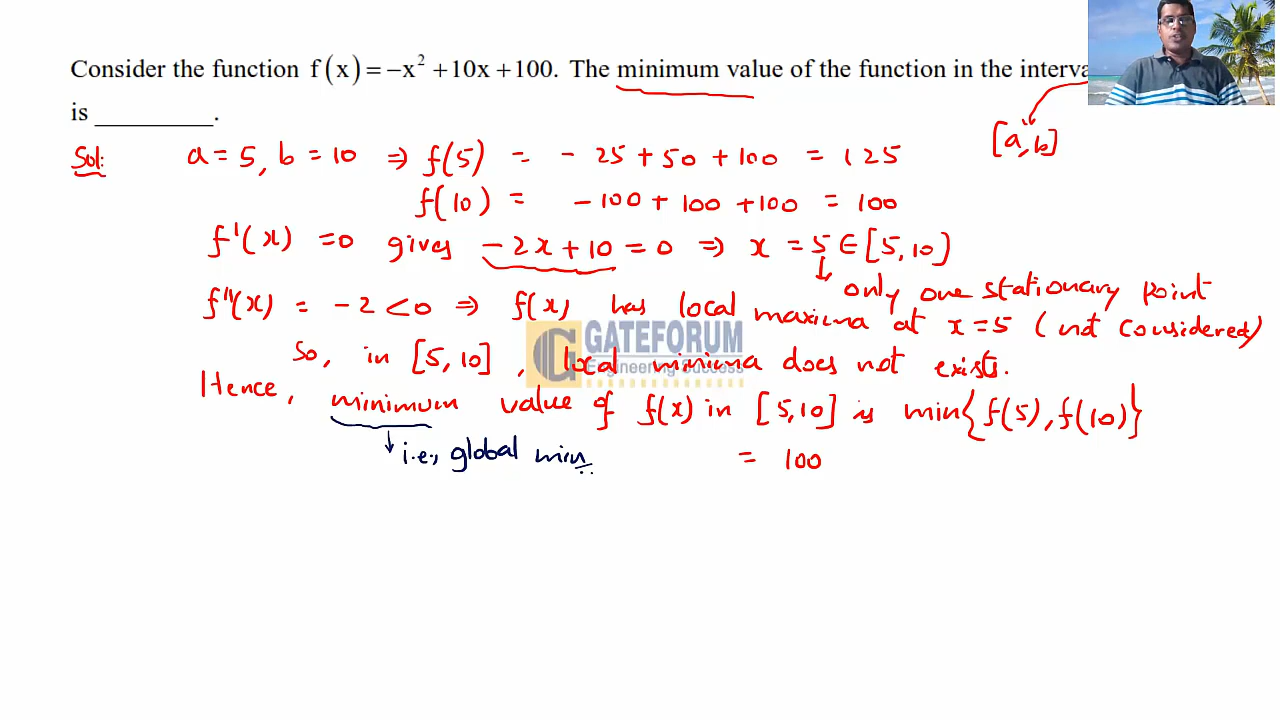 Consider the function f(x) = −x² + 10x + 100. The minimum value of the function in the interva
is _________.
[a, b]
Sol: a = 5, b = 10 ⇒ f(5) = - 25 + 50 + 100 = 125
f(10) = - 100 + 100 + 100 = 100
f'(x) = 0 gives - 2x + 10 = 0 ⇒ x = 5 ∈ [5, 10]
↳ only one stationary point
f''(x) = - 2 < 0 ⇒ f(x) has local maxima at x = 5 (not considered)
GATEFORUM
Engineering Success
So, in [5, 10], local minima does not exists.
Hence, minimum value of f(x) in [5, 10] is min{f(5), f(10)}
↳ i.e., global min = 100